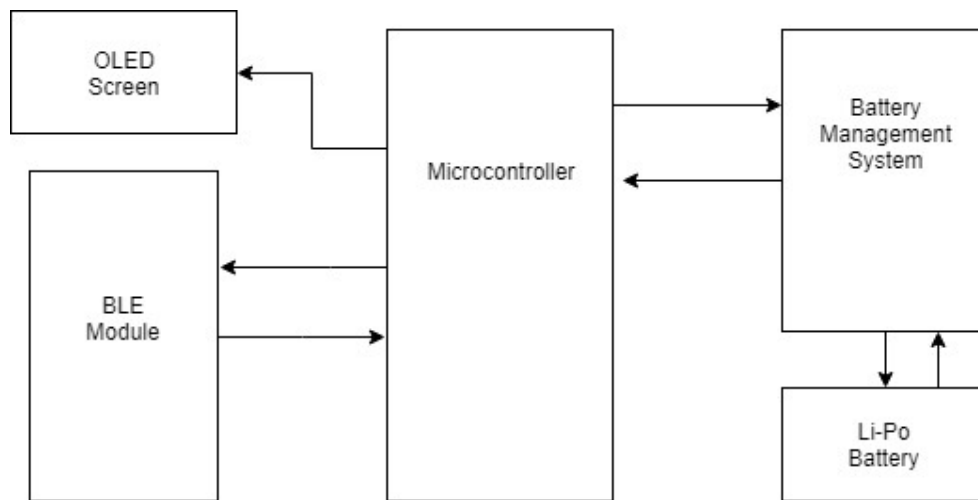 OLED
Screen
Microcontroller
Battery
Management
System
BLE
Module
Li-Po
Battery